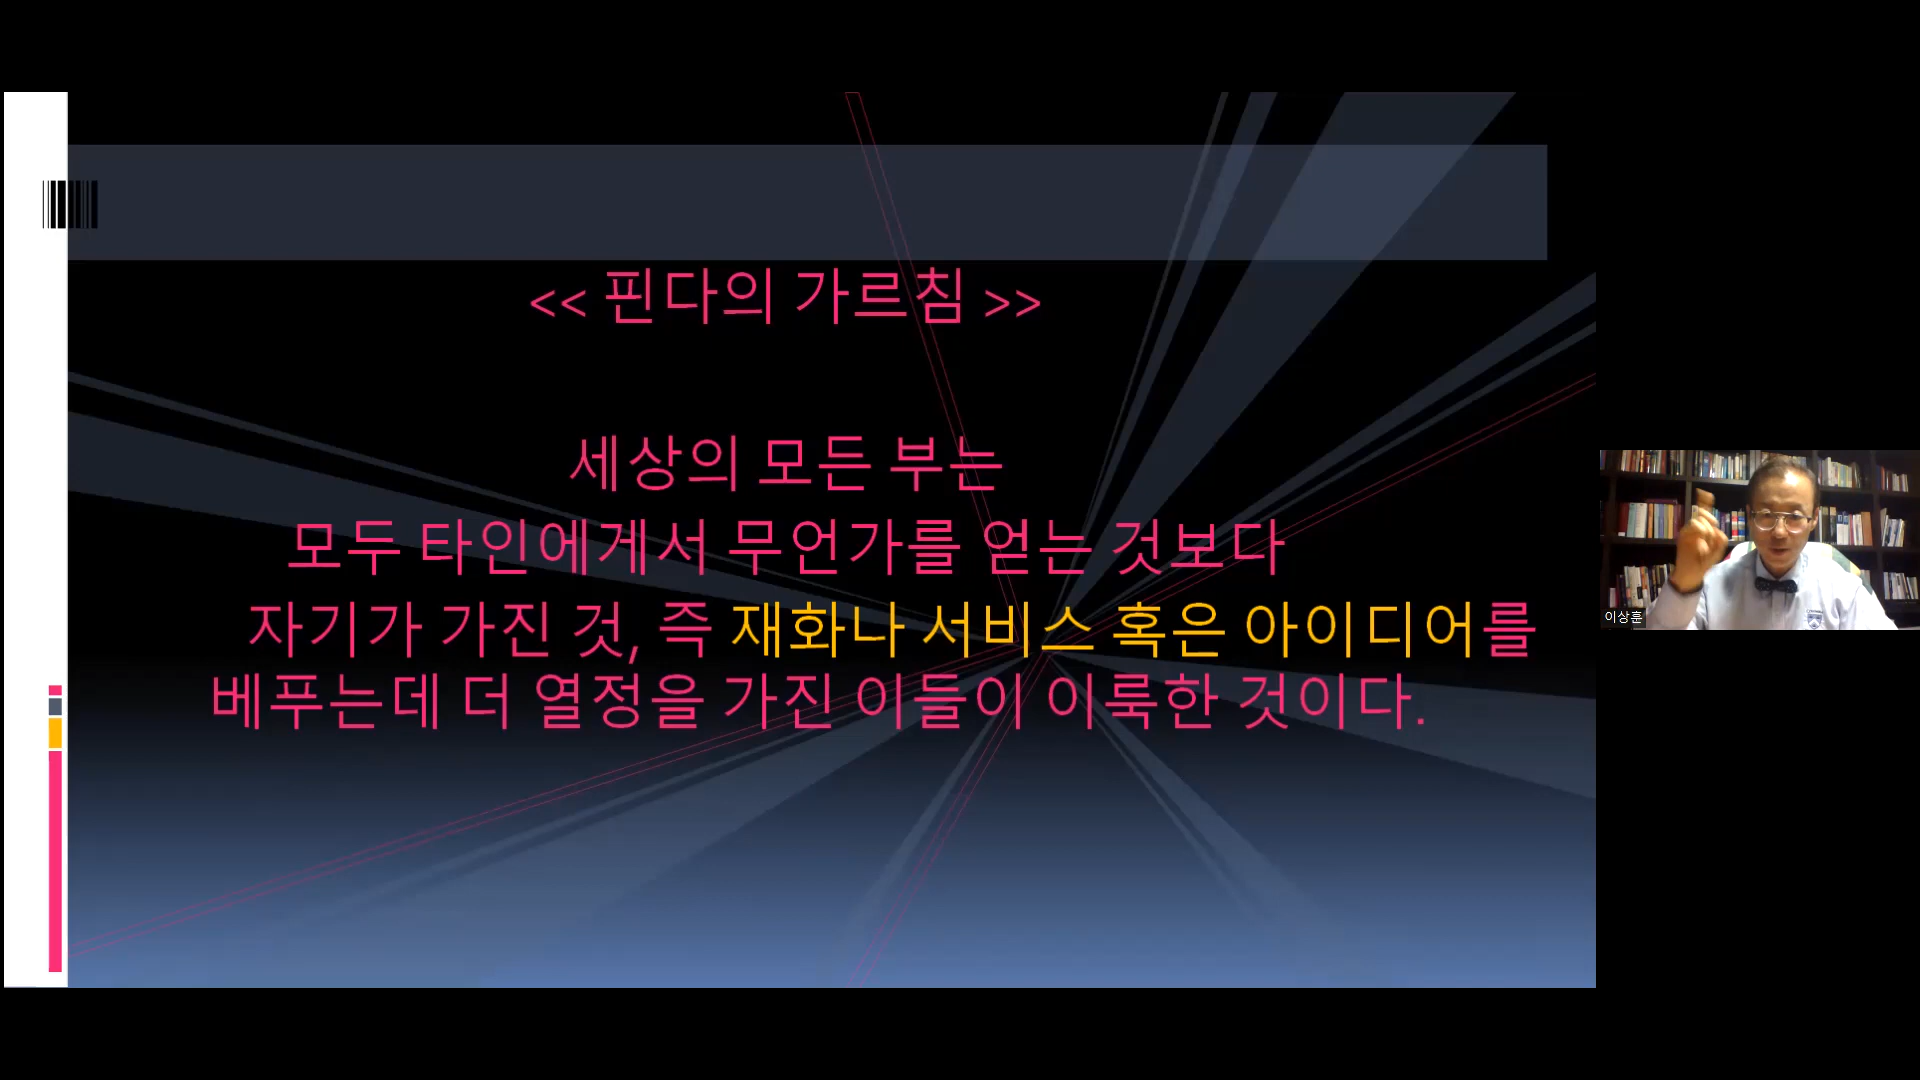 << 핀다의 가르침 >>
세상의 모든 부는
모두 타인에게서 무언가를 얻는 것보다
자기가 가진 것, 즉 재화나 서비스 혹은 아이디어를
베푸는데 더 열정을 가진 이들이 이룩한 것이다.
이상훈